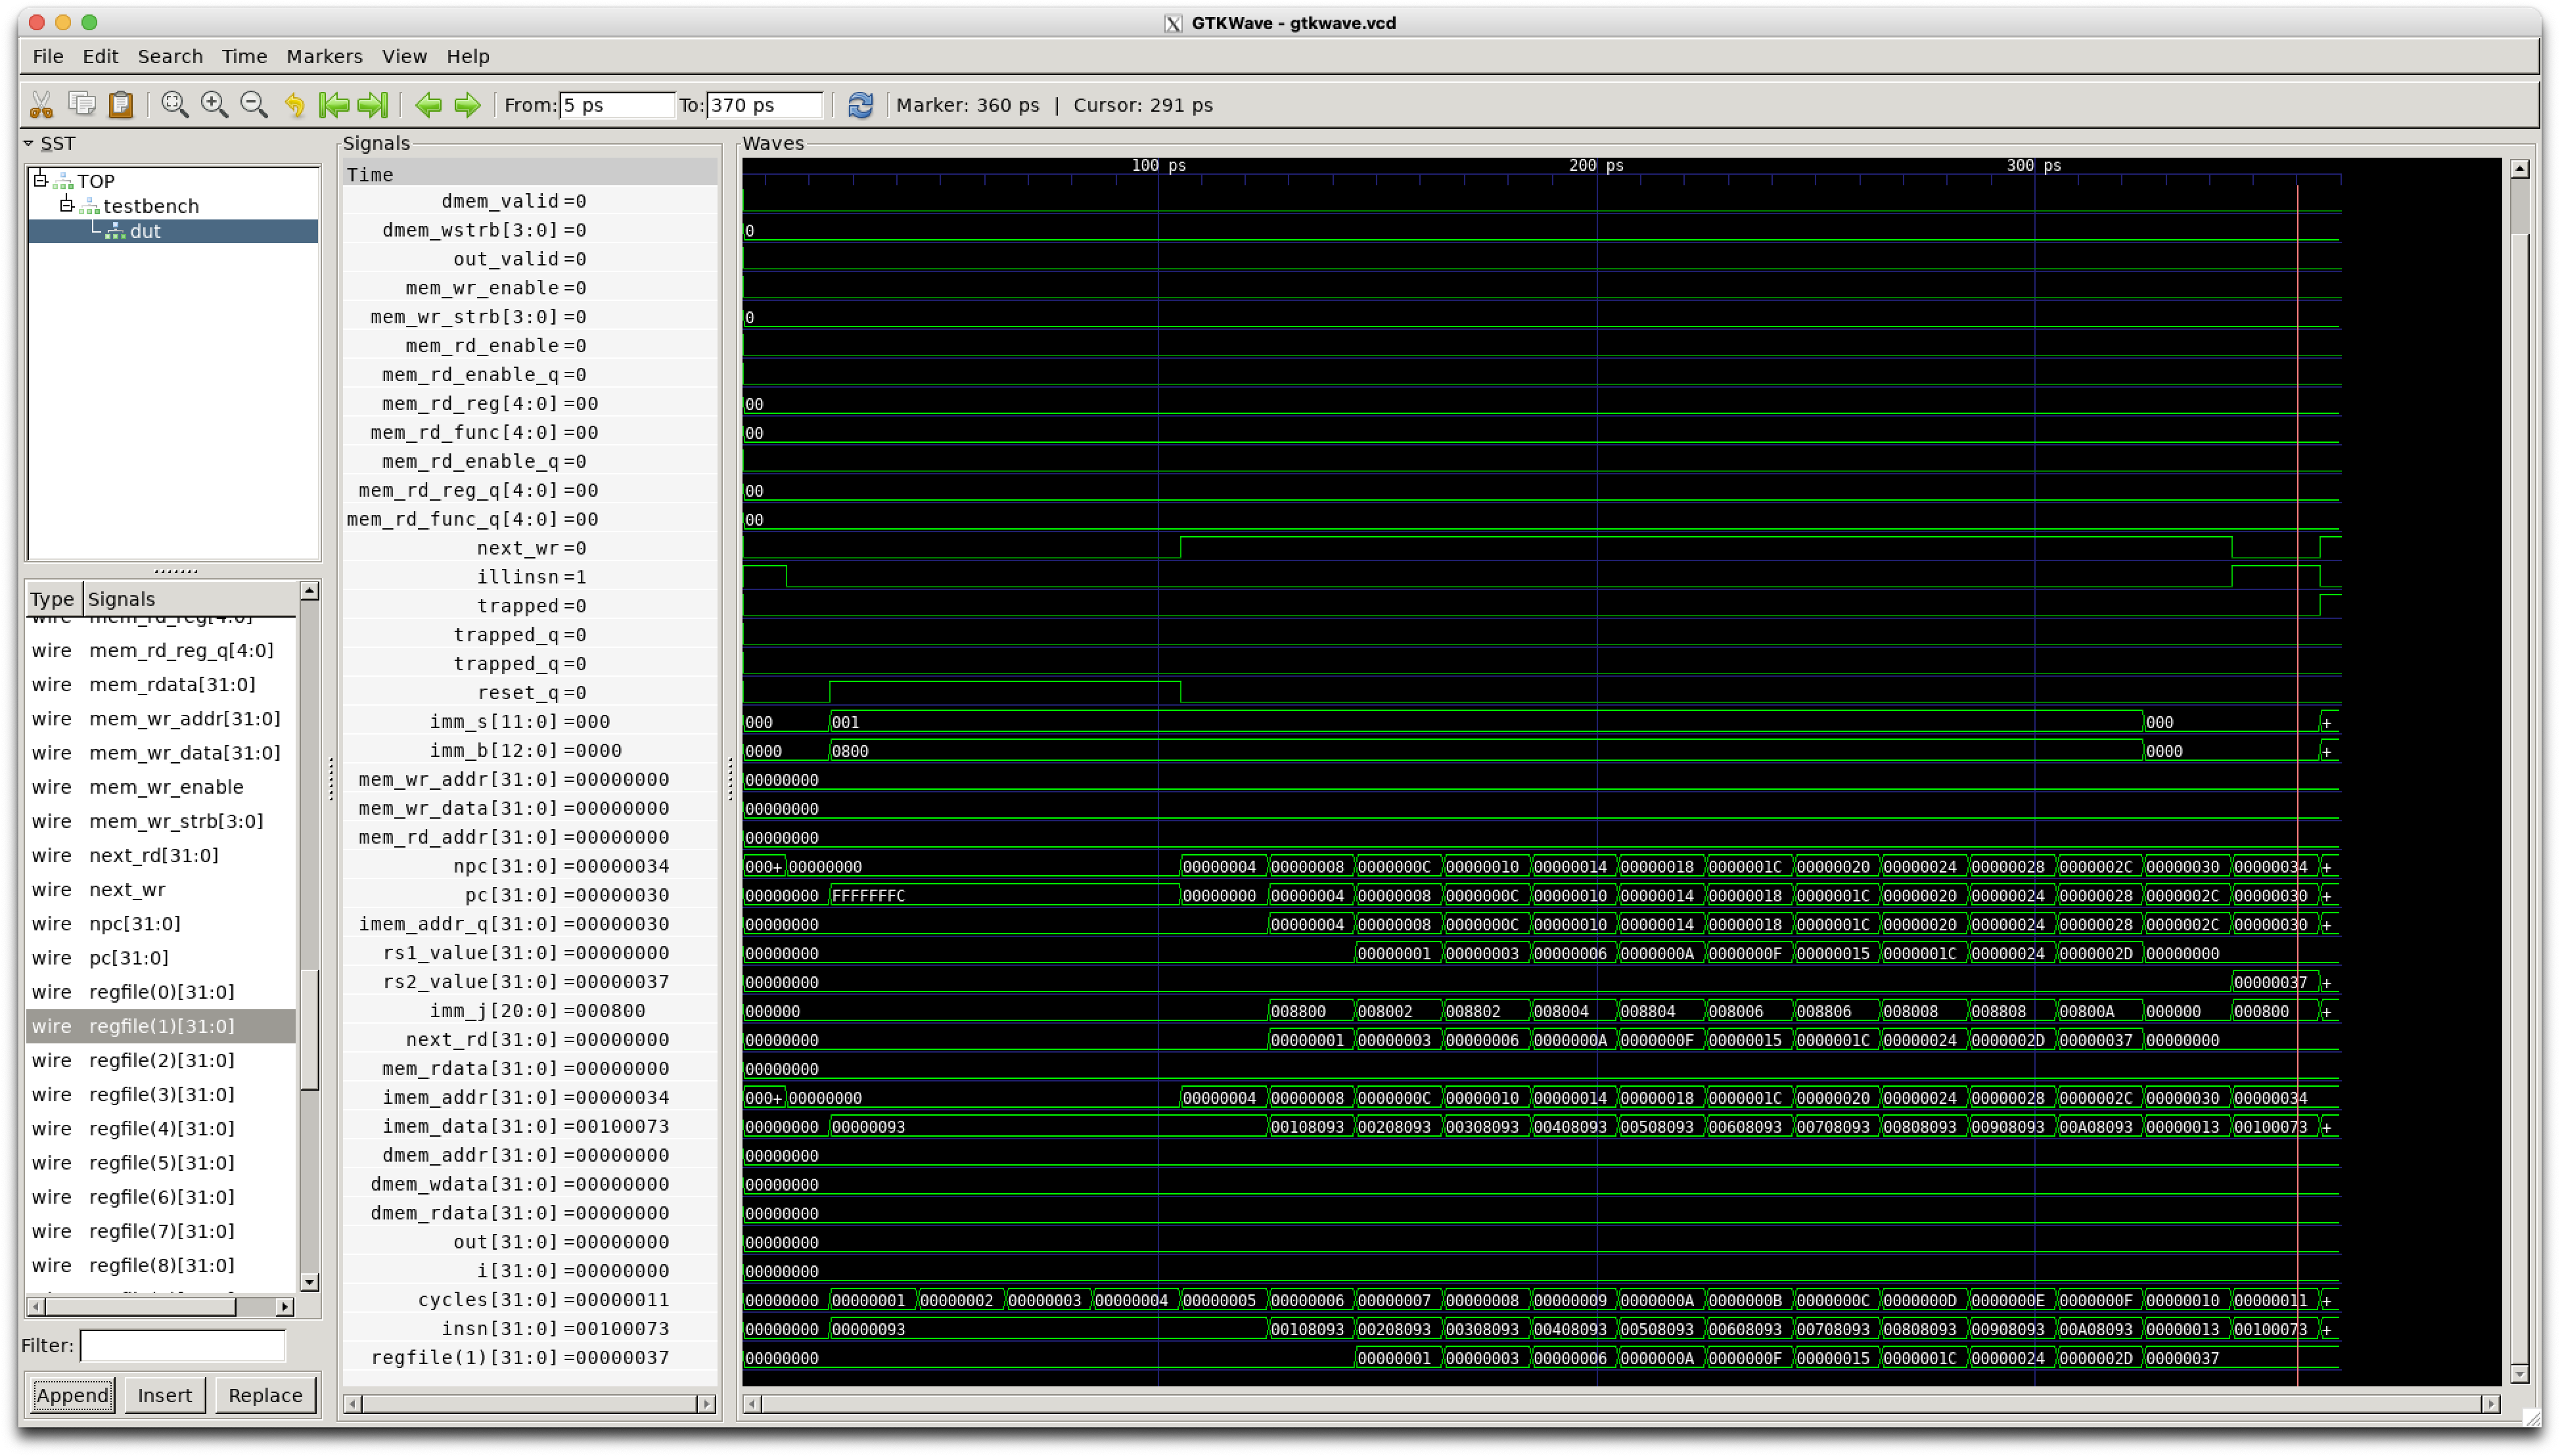 GTKWave - gtkwave.vcd
File Edit Search Time Markers View Help
From: 5 ps To: 370 ps Marker: 360 ps | Cursor: 291 ps
SST
TOP
testbench
dut
Type Signals
wire mem_rd_reg[4:0]
wire mem_rd_reg_q[4:0]
wire mem_rdata[31:0]
wire mem_wr_addr[31:0]
wire mem_wr_data[31:0]
wire mem_wr_enable
wire mem_wr_strb[3:0]
wire next_rd[31:0]
wire next_wr
wire npc[31:0]
wire pc[31:0]
wire regfile(0)[31:0]
wire regfile(1)[31:0]
wire regfile(2)[31:0]
wire regfile(3)[31:0]
wire regfile(4)[31:0]
wire regfile(5)[31:0]
wire regfile(6)[31:0]
wire regfile(7)[31:0]
wire regfile(8)[31:0]
Filter:
Append Insert Replace
Signals
Time
dmem_valid =0
dmem_wstrb[3:0] =0
out_valid =0
mem_wr_enable =0
mem_wr_strb[3:0] =0
mem_rd_enable =0
mem_rd_enable_q =0
mem_rd_reg[4:0] =00
mem_rd_func[4:0] =00
mem_rd_enable_q =0
mem_rd_reg_q[4:0] =00
mem_rd_func_q[4:0] =00
next_wr =0
illinsn =1
trapped =0
trapped_q =0
trapped_q =0
reset_q =0
imm_s[11:0] =000
imm_b[12:0] =0000
mem_wr_addr[31:0] =00000000
mem_wr_data[31:0] =00000000
mem_rd_addr[31:0] =00000000
npc[31:0] =00000034
pc[31:0] =00000030
imem_addr_q[31:0] =00000030
rs1_value[31:0] =00000000
rs2_value[31:0] =00000037
imm_j[20:0] =000800
next_rd[31:0] =00000000
mem_rdata[31:0] =00000000
imem_addr[31:0] =00000034
imem_data[31:0] =00100073
dmem_addr[31:0] =00000000
dmem_wdata[31:0] =00000000
dmem_rdata[31:0] =00000000
out[31:0] =00000000
i[31:0] =00000000
cycles[31:0] =00000011
insn[31:0] =00100073
regfile(1)[31:0] =00000037
Waves
100 ps 200 ps 300 ps
0
0
00
00
00
00
000 001 000 +
0000 0800 0000 +
00000000
00000000
00000000
000+ 00000000 00000004 00000008 0000000C 00000010 00000014 00000018 0000001C 00000020 00000024 00000028 0000002C 00000030 00000034 +
00000000 FFFFFFFC 00000000 00000004 00000008 0000000C 00000010 00000014 00000018 0000001C 00000020 00000024 00000028 0000002C 00000030 +
00000000 00000004 00000008 0000000C 00000010 00000014 00000018 0000001C 00000020 00000024 00000028 0000002C 00000030 +
00000000 00000001 00000003 00000006 0000000A 0000000F 00000015 0000001C 00000024 0000002D 00000000
00000000 00000037 +
000000 008800 008002 008802 008004 008804 008006 008806 008008 008808 00800A 000000 000800 +
00000000 00000001 00000003 00000006 0000000A 0000000F 00000015 0000001C 00000024 0000002D 00000037 00000000
00000000
000+ 00000000 00000004 00000008 0000000C 00000010 00000014 00000018 0000001C 00000020 00000024 00000028 0000002C 00000030 00000034
00000000 00000093 00108093 00208093 00308093 00408093 00508093 00608093 00708093 00808093 00908093 00A08093 00000013 00100073 +
00000000
00000000
00000000
00000000
00000000
00000000 00000001 00000002 00000003 00000004 00000005 00000006 00000007 00000008 00000009 0000000A 0000000B 0000000C 0000000D 0000000E 0000000F 00000010 00000011 +
00000000 00000093 00108093 00208093 00308093 00408093 00508093 00608093 00708093 00808093 00908093 00A08093 00000013 00100073 +
00000000 00000001 00000003 00000006 0000000A 0000000F 00000015 0000001C 00000024 0000002D 00000037